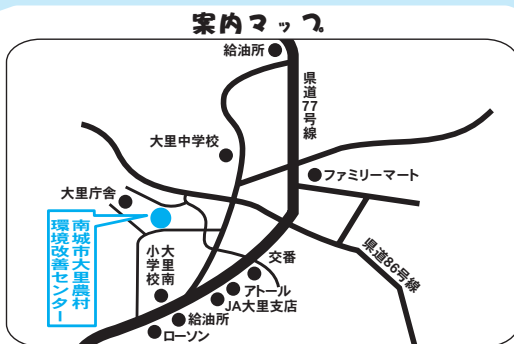 案内マップ
給油所
県道77号線
大里中学校
ファミリーマート
大里庁舎
南城市大里農村
環境改善センター
大里南
小学校
交番
県道86号線
アトール
JA大里支店
給油所
ローソン